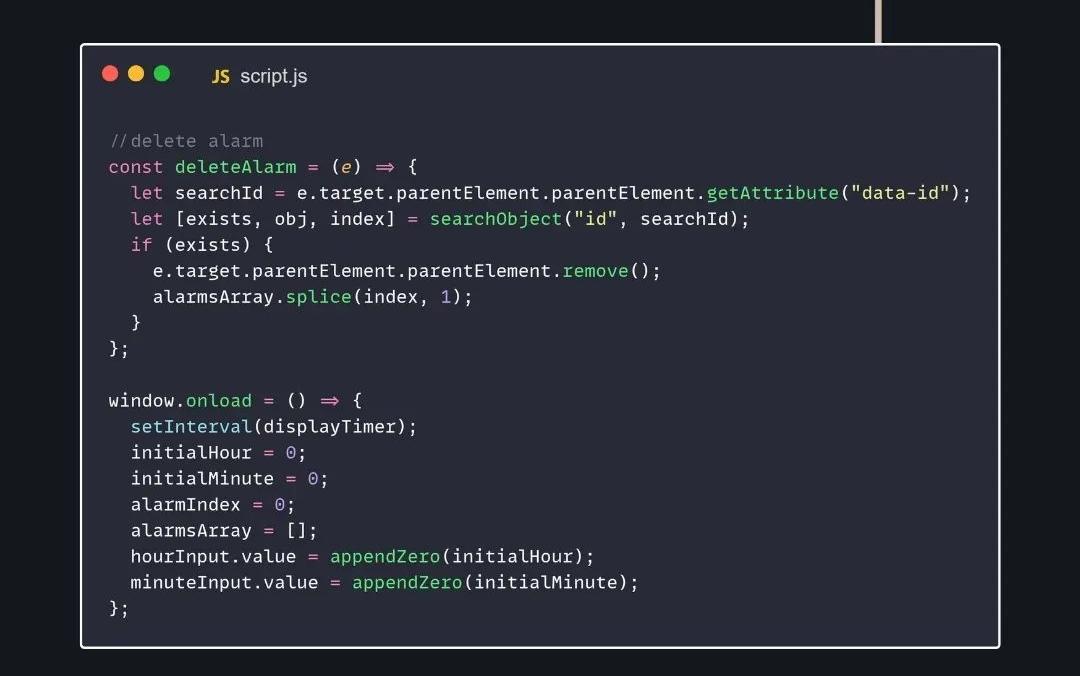 JS script.js
//delete alarm
const deleteAlarm = (e) => {
  let searchId = e.target.parentElement.parentElement.getAttribute("data-id");
  let [exists, obj, index] = searchObject("id", searchId);
  if (exists) {
    e.target.parentElement.parentElement.remove();
    alarmsArray.splice(index, 1);
  }
};

window.onload = () => {
  setInterval(displayTimer);
  initialHour = 0;
  initialMinute = 0;
  alarmIndex = 0;
  alarmsArray = [];
  hourInput.value = appendZero(initialHour);
  minuteInput.value = appendZero(initialMinute);
};